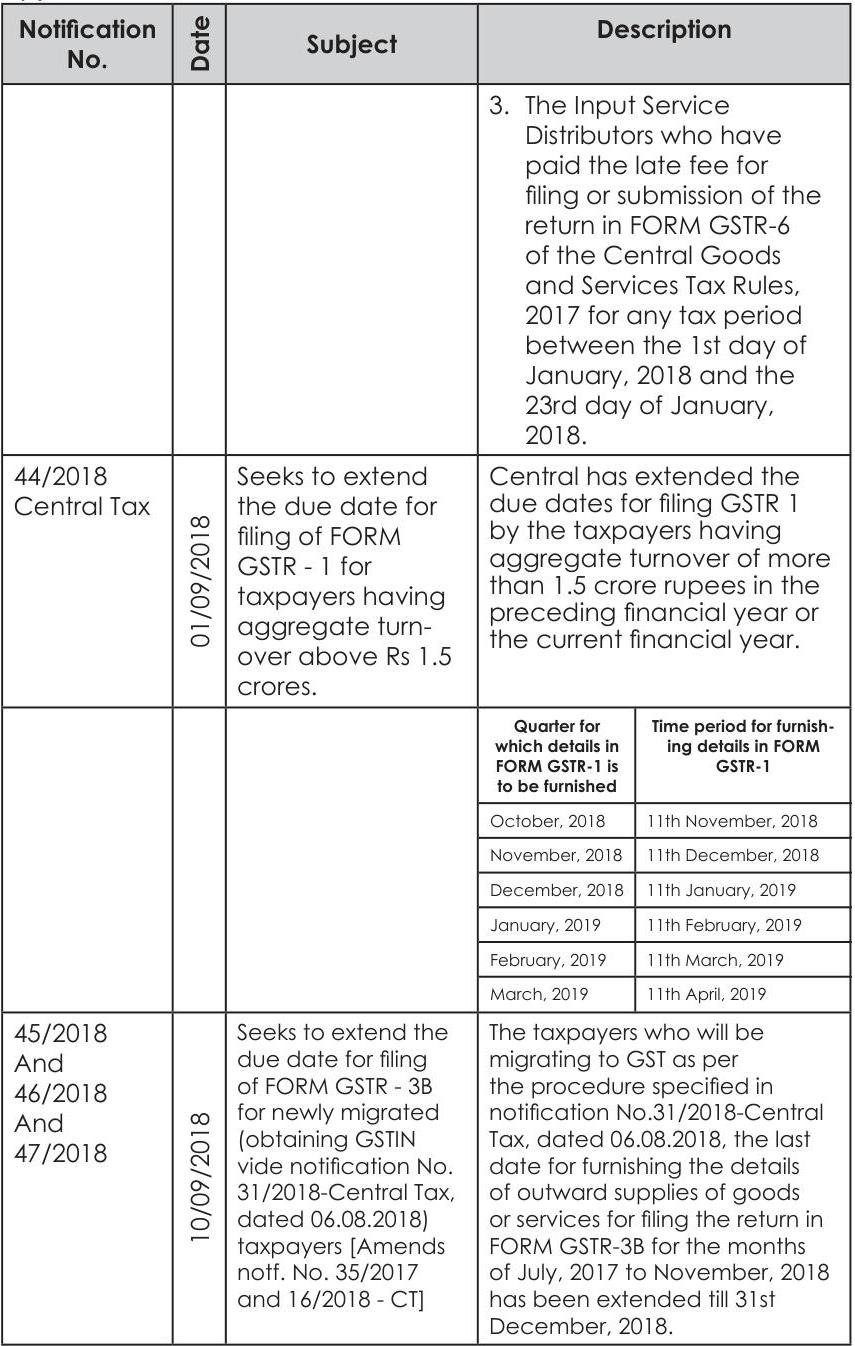 Notification
No.
Date
Subject
Description
3. The Input Service
Distributors who have
paid the late fee for
filing or submission of the
return in FORM GSTR-6
of the Central Goods
and Services Tax Rules,
2017 for any tax period
between the 1st day of
January, 2018 and the
23rd day of January,
2018.
44/2018
Central Tax
01/09/2018
Seeks to extend
the due date for
filing of FORM
GSTR - 1 for
taxpayers having
aggregate turn-
over above Rs 1.5
crores.
Central has extended the
due dates for filing GSTR 1
by the taxpayers having
aggregate turnover of more
than 1.5 crore rupees in the
preceding financial year or
the current financial year.
Quarter for
which details in
FORM GSTR-1 is
to be furnished
Time period for furnish-
ing details in FORM
GSTR-1
October, 2018 11th November, 2018
November, 2018 11th December, 2018
December, 2018 11th January, 2019
January, 2019 11th February, 2019
February, 2019 11th March, 2019
March, 2019 11th April, 2019
45/2018
And
46/2018
And
47/2018
10/09/2018
Seeks to extend the
due date for filing
of FORM GSTR - 3B
for newly migrated
(obtaining GSTIN
vide notification No.
31/2018-Central Tax,
dated 06.08.2018)
taxpayers [Amends
notf. No. 35/2017
and 16/2018 - CT]
The taxpayers who will be
migrating to GST as per
the procedure specified in
notification No.31/2018-Central
Tax, dated 06.08.2018, the last
date for furnishing the details
of outward supplies of goods
or services for filing the return in
FORM GSTR-3B for the months
of July, 2017 to November, 2018
has been extended till 31st
December, 2018.